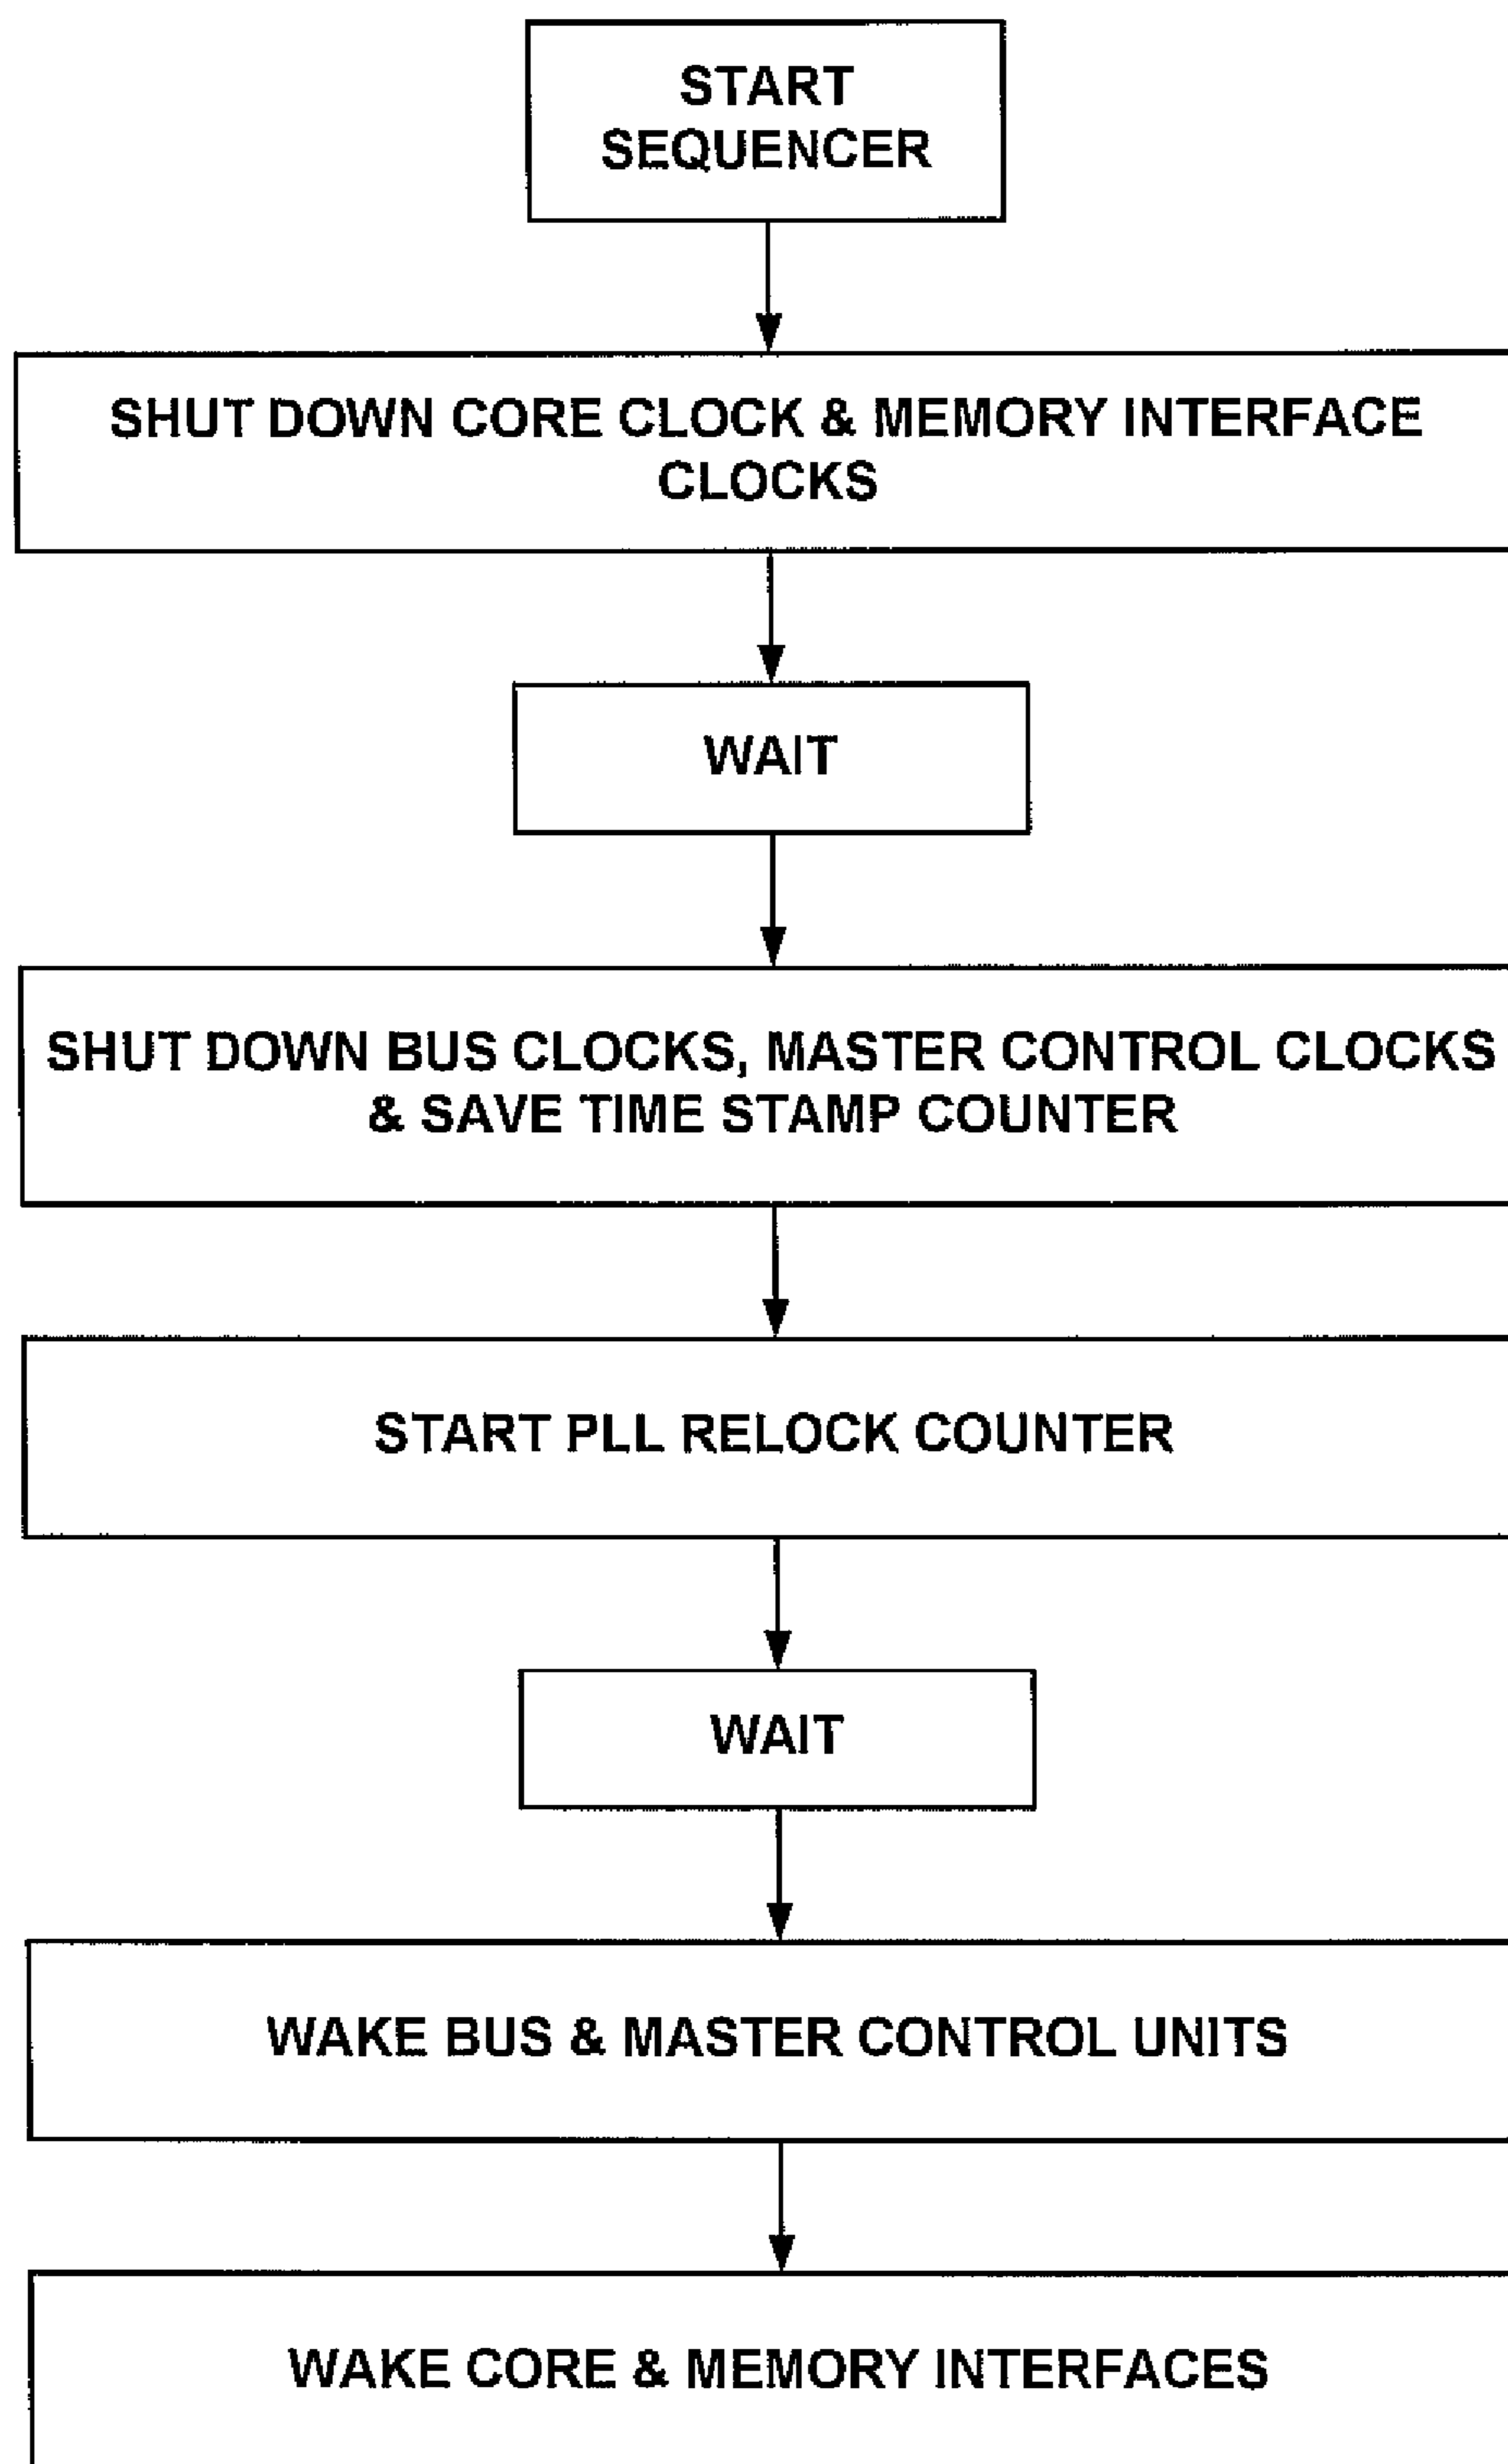 START
SEQUENCER
SHUT DOWN CORE CLOCK & MEMORY INTERFACE
CLOCKS
WAIT
SHUT DOWN BUS CLOCKS, MASTER CONTROL CLOCKS
& SAVE TIME STAMP COUNTER
START PLL RELOCK COUNTER
WAIT
WAKE BUS & MASTER CONTROL UNITS
WAKE CORE & MEMORY INTERFACES